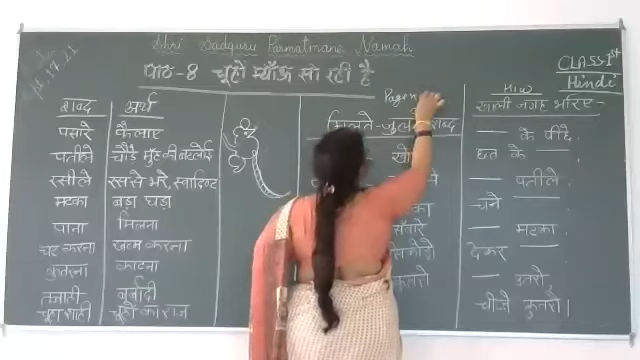 Shri Sadguru Parmatmane Namah
CLASS I st
Hindi
पाठ-8 चूहों म्याँऊ सो रही है
Page n
शब्द अर्थ
पसारे फैलाए
पतीले चौड़े मुँह की बटलोई
रसीले रस से भरे, स्वादिष्ट
मटका बड़ा घड़ा
पाना मिलना
चट करना खत्म करना
कुतरना काटना
तबाही बर्बादी
चूहा शाही चूहों का राज
मिलते-जुलते शब्द
कुतरो
H/W
खाली जगह भरिए-
— के पीछे
छत के —
— पतीले
चने —
— मटका
देकर —
— उतरो
चीजे कुतरो।